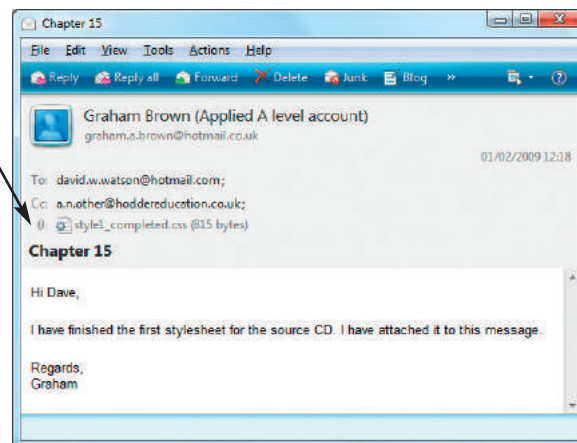 Chapter 15
File Edit View Tools Actions Help
Reply Reply all Forward Delete Junk Blog »
Graham Brown (Applied A level account)
graham.a.brown@hotmail.co.uk
01/02/2009 12:18
To: david.w.watson@hotmail.com;
Cc: a.n.other@hoddereducation.co.uk;
style1_completed.css (815 bytes)
Chapter 15
Hi Dave,
I have finished the first stylesheet for the source CD. I have attached it to this message.
Regards,
Graham